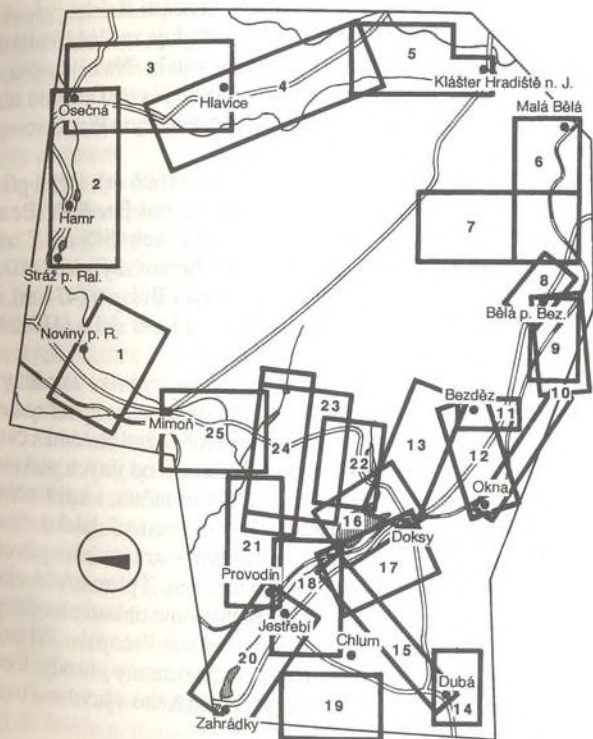 3
4
5
Klášter Hradiště n. J.
Hlavice
Osečná
Malá Bělá
6
2
7
Hamr
Stráž p. Ral.
8
Bělá p. Bez.
Noviny p. R.
1
9
10
Mimoň
25
24
23
22
13
Bezděz
11
12
Okna
16
Doksy
21
17
Provodín
18
Jestřebí
Chlum
15
20
Dubá
14
19
Zahrádky